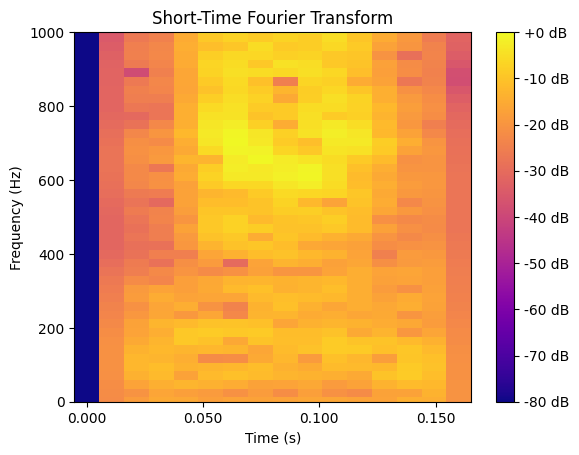 Short-Time Fourier Transform
1000
800
600
400
200
0
Frequency (Hz)
0.000
0.050
0.100
0.150
Time (s)
+0 dB
-10 dB
-20 dB
-30 dB
-40 dB
-50 dB
-60 dB
-70 dB
-80 dB